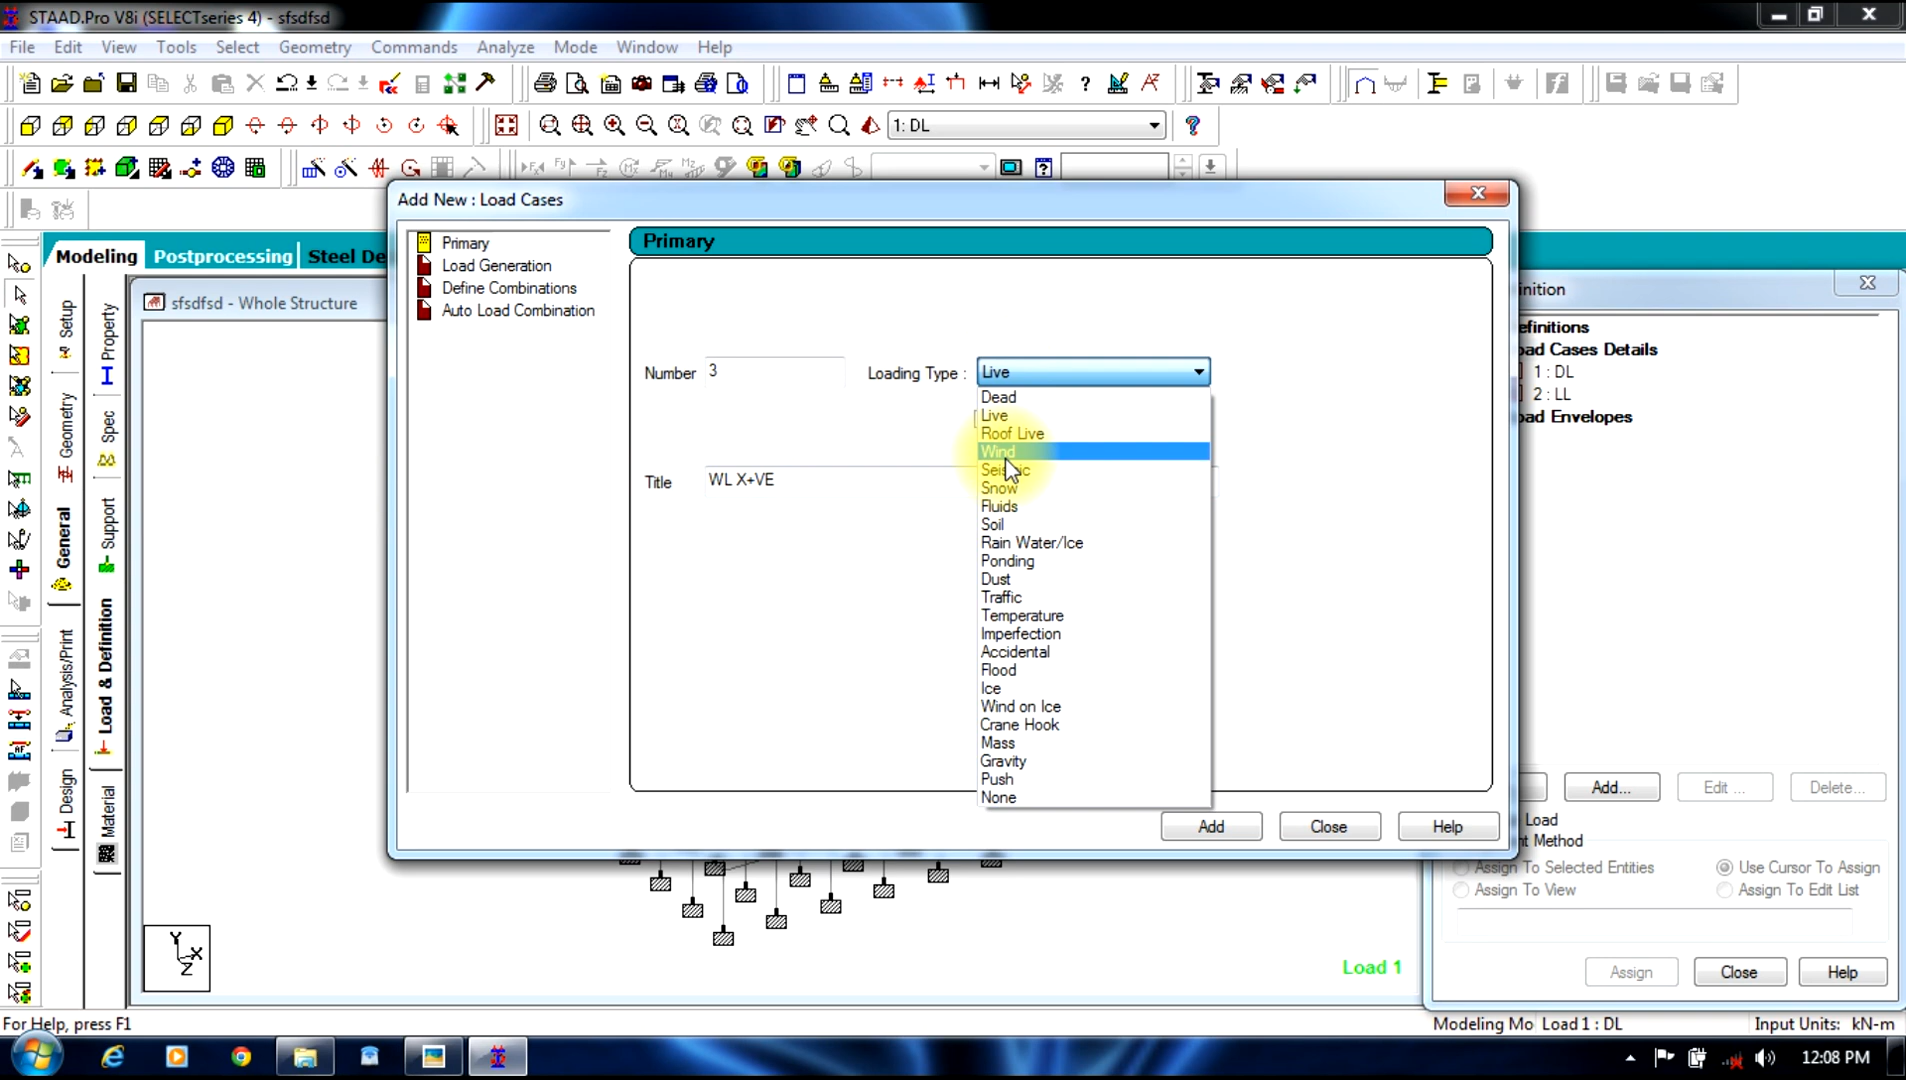 STAAD.Pro V8i (SELECTseries 4) - sfsdfsd
File Edit View Tools Select Geometry Commands Analyze Mode Window Help
1: DL
Add New : Load Cases
Primary
Load Generation
Define Combinations
Auto Load Combination
Primary
Number 3 Loading Type : Live
Dead
Live
Roof Live
Wind
Seismic
Snow
Fluids
Soil
Rain Water/Ice
Ponding
Dust
Traffic
Temperature
Imperfection
Accidental
Flood
Ice
Wind on Ice
Crane Hook
Mass
Gravity
Push
None
Title WL X+VE
Add Close Help
Modeling Postprocessing Steel De
sfsdfsd - Whole Structure
Setup
Geometry
General
Analysis/Print
Design
Property
Spec
Support
Load & Definition
Material
Y
X
Z
Load 1
inition
efinitions
oad Cases Details
1 : DL
2 : LL
oad Envelopes
Add... Edit ... Delete...
Load
nt Method
Assign To Selected Entities Use Cursor To Assign
Assign To View Assign To Edit List
Assign Close Help
For Help, press F1
Modeling Mo Load 1 : DL Input Units: kN-m
12:08 PM